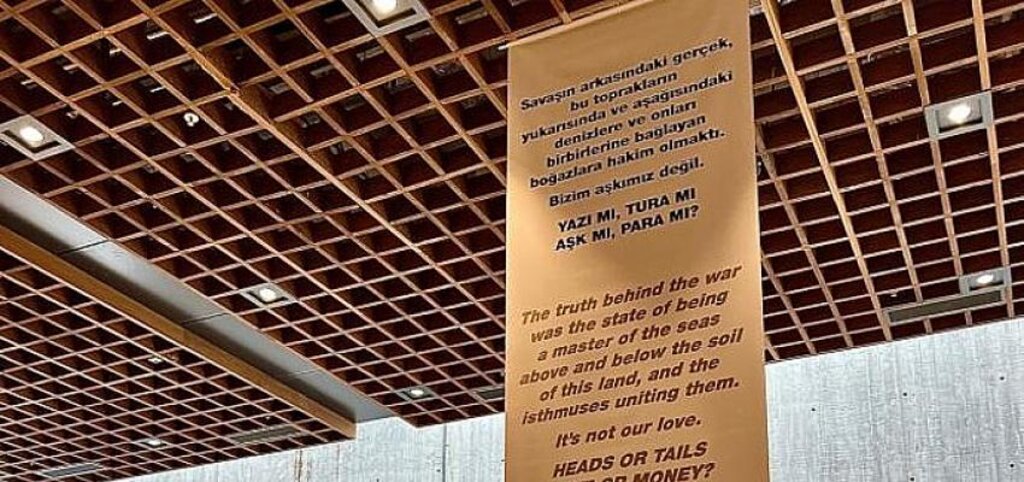 Savaşın arkasındaki gerçek,
bu toprakların
yukarısında ve aşağısındaki
denizlere ve onları
birbirlerine bağlayan
boğazlara hakim olmaktı.
Bizim aşkımız değil.
YAZI MI, TURA MI
AŞK MI, PARA MI?
The truth behind the war
was the state of being
a master of the seas
above and below the soil
of this land, and the
isthmuses uniting them.
It's not our love.
HEADS OR TAILS
OR MONEY?